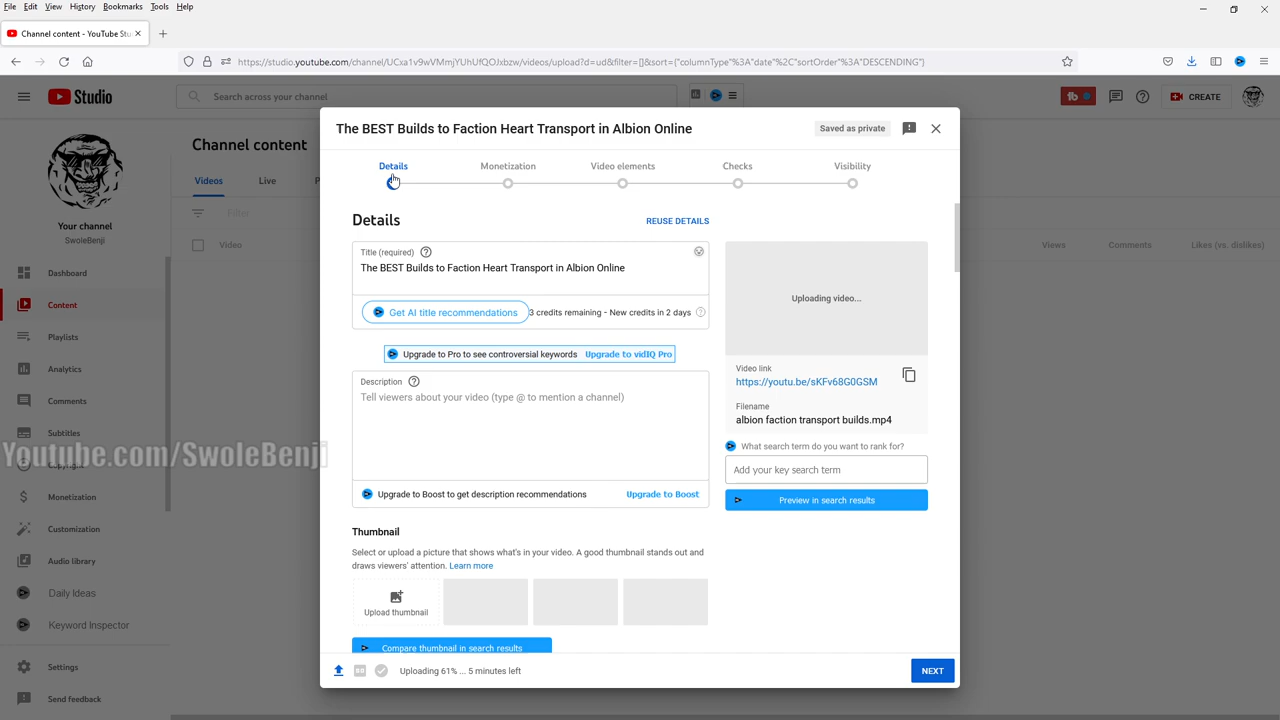 File Edit View History Bookmarks Tools Help
Channel content - YouTube Stu
https://studio.youtube.com/channel/UCxa1v9wVMmjYUhUfQOJxbzw/videos/upload?d=ud&filter=[]&sort={"columnType"%3A"date"%2C"sortOrder"%3A"DESCENDING"}
Studio
Search across your channel
CREATE
The BEST Builds to Faction Heart Transport in Albion Online
Saved as private
Details
Monetization
Video elements
Checks
Visibility
Channel content
Videos
Live
P
Filter
Video
Views
Comments
Likes (vs. dislikes)
Your channel
SwoleBenji
Dashboard
Content
Playlists
Analytics
Comments
Subtitles
Monetization
Customization
Audio library
Daily Ideas
Keyword Inspector
Settings
Send feedback
Youtube.com/SwoleBenji
Details
REUSE DETAILS
Title (required)
The BEST Builds to Faction Heart Transport in Albion Online
Get AI title recommendations
3 credits remaining - New credits in 2 days
Upgrade to Pro to see controversial keywords Upgrade to vidIQ Pro
Description
Tell viewers about your video (type @ to mention a channel)
Upgrade to Boost to get description recommendations
Upgrade to Boost
Thumbnail
Select or upload a picture that shows what's in your video. A good thumbnail stands out and
draws viewers' attention. Learn more
Upload thumbnail
Compare thumbnail in search results
Uploading video...
Video link
https://youtu.be/sKFv68G0GSM
Filename
albion faction transport builds.mp4
What search term do you want to rank for?
Add your key search term
Preview in search results
Uploading 61% ... 5 minutes left
NEXT